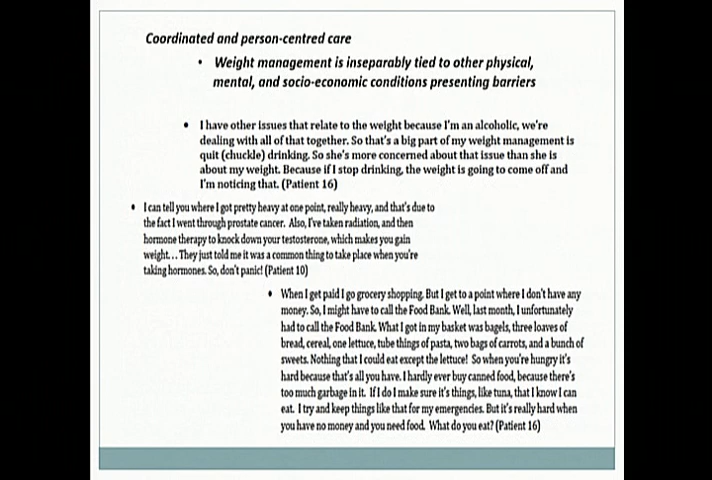 Coordinated and person-centred care
• Weight management is inseparably tied to other physical,
mental, and socio-economic conditions presenting barriers
• I have other issues that relate to the weight because I'm an alcoholic, we're
dealing with all of that together. So that's a big part of my weight management is
quit (chuckle) drinking. So she's more concerned about that issue than she is
about my weight. Because if I stop drinking, the weight is going to come off and
I'm noticing that. (Patient 16)
• I can tell you where I got pretty heavy at one point, really heavy, and that's due to
the fact I went through prostate cancer. Also, I've taken radiation, and then
hormone therapy to knock down your testosterone, which makes you gain
weight... They just told me it was a common thing to take place when you're
taking hormones. So, don't panic! (Patient 10)
• When I get paid I go grocery shopping. But I get to a point where I don't have any
money. So, I might have to call the Food Bank. Well, last month, I unfortunately
had to call the Food Bank. What I got in my basket was bagels, three loaves of
bread, cereal, one lettuce, tube things of pasta, two bags of carrots, and a bunch of
sweets. Nothing that I could eat except the lettuce! So when you're hungry it's
hard because that's all you have. I hardly ever buy canned food, because there's
too much garbage in it. If I do I make sure it's things, like tuna, that I know I can
eat. I try and keep things like that for my emergencies. But it's really hard when
you have no money and you need food. What do you eat? (Patient 16)